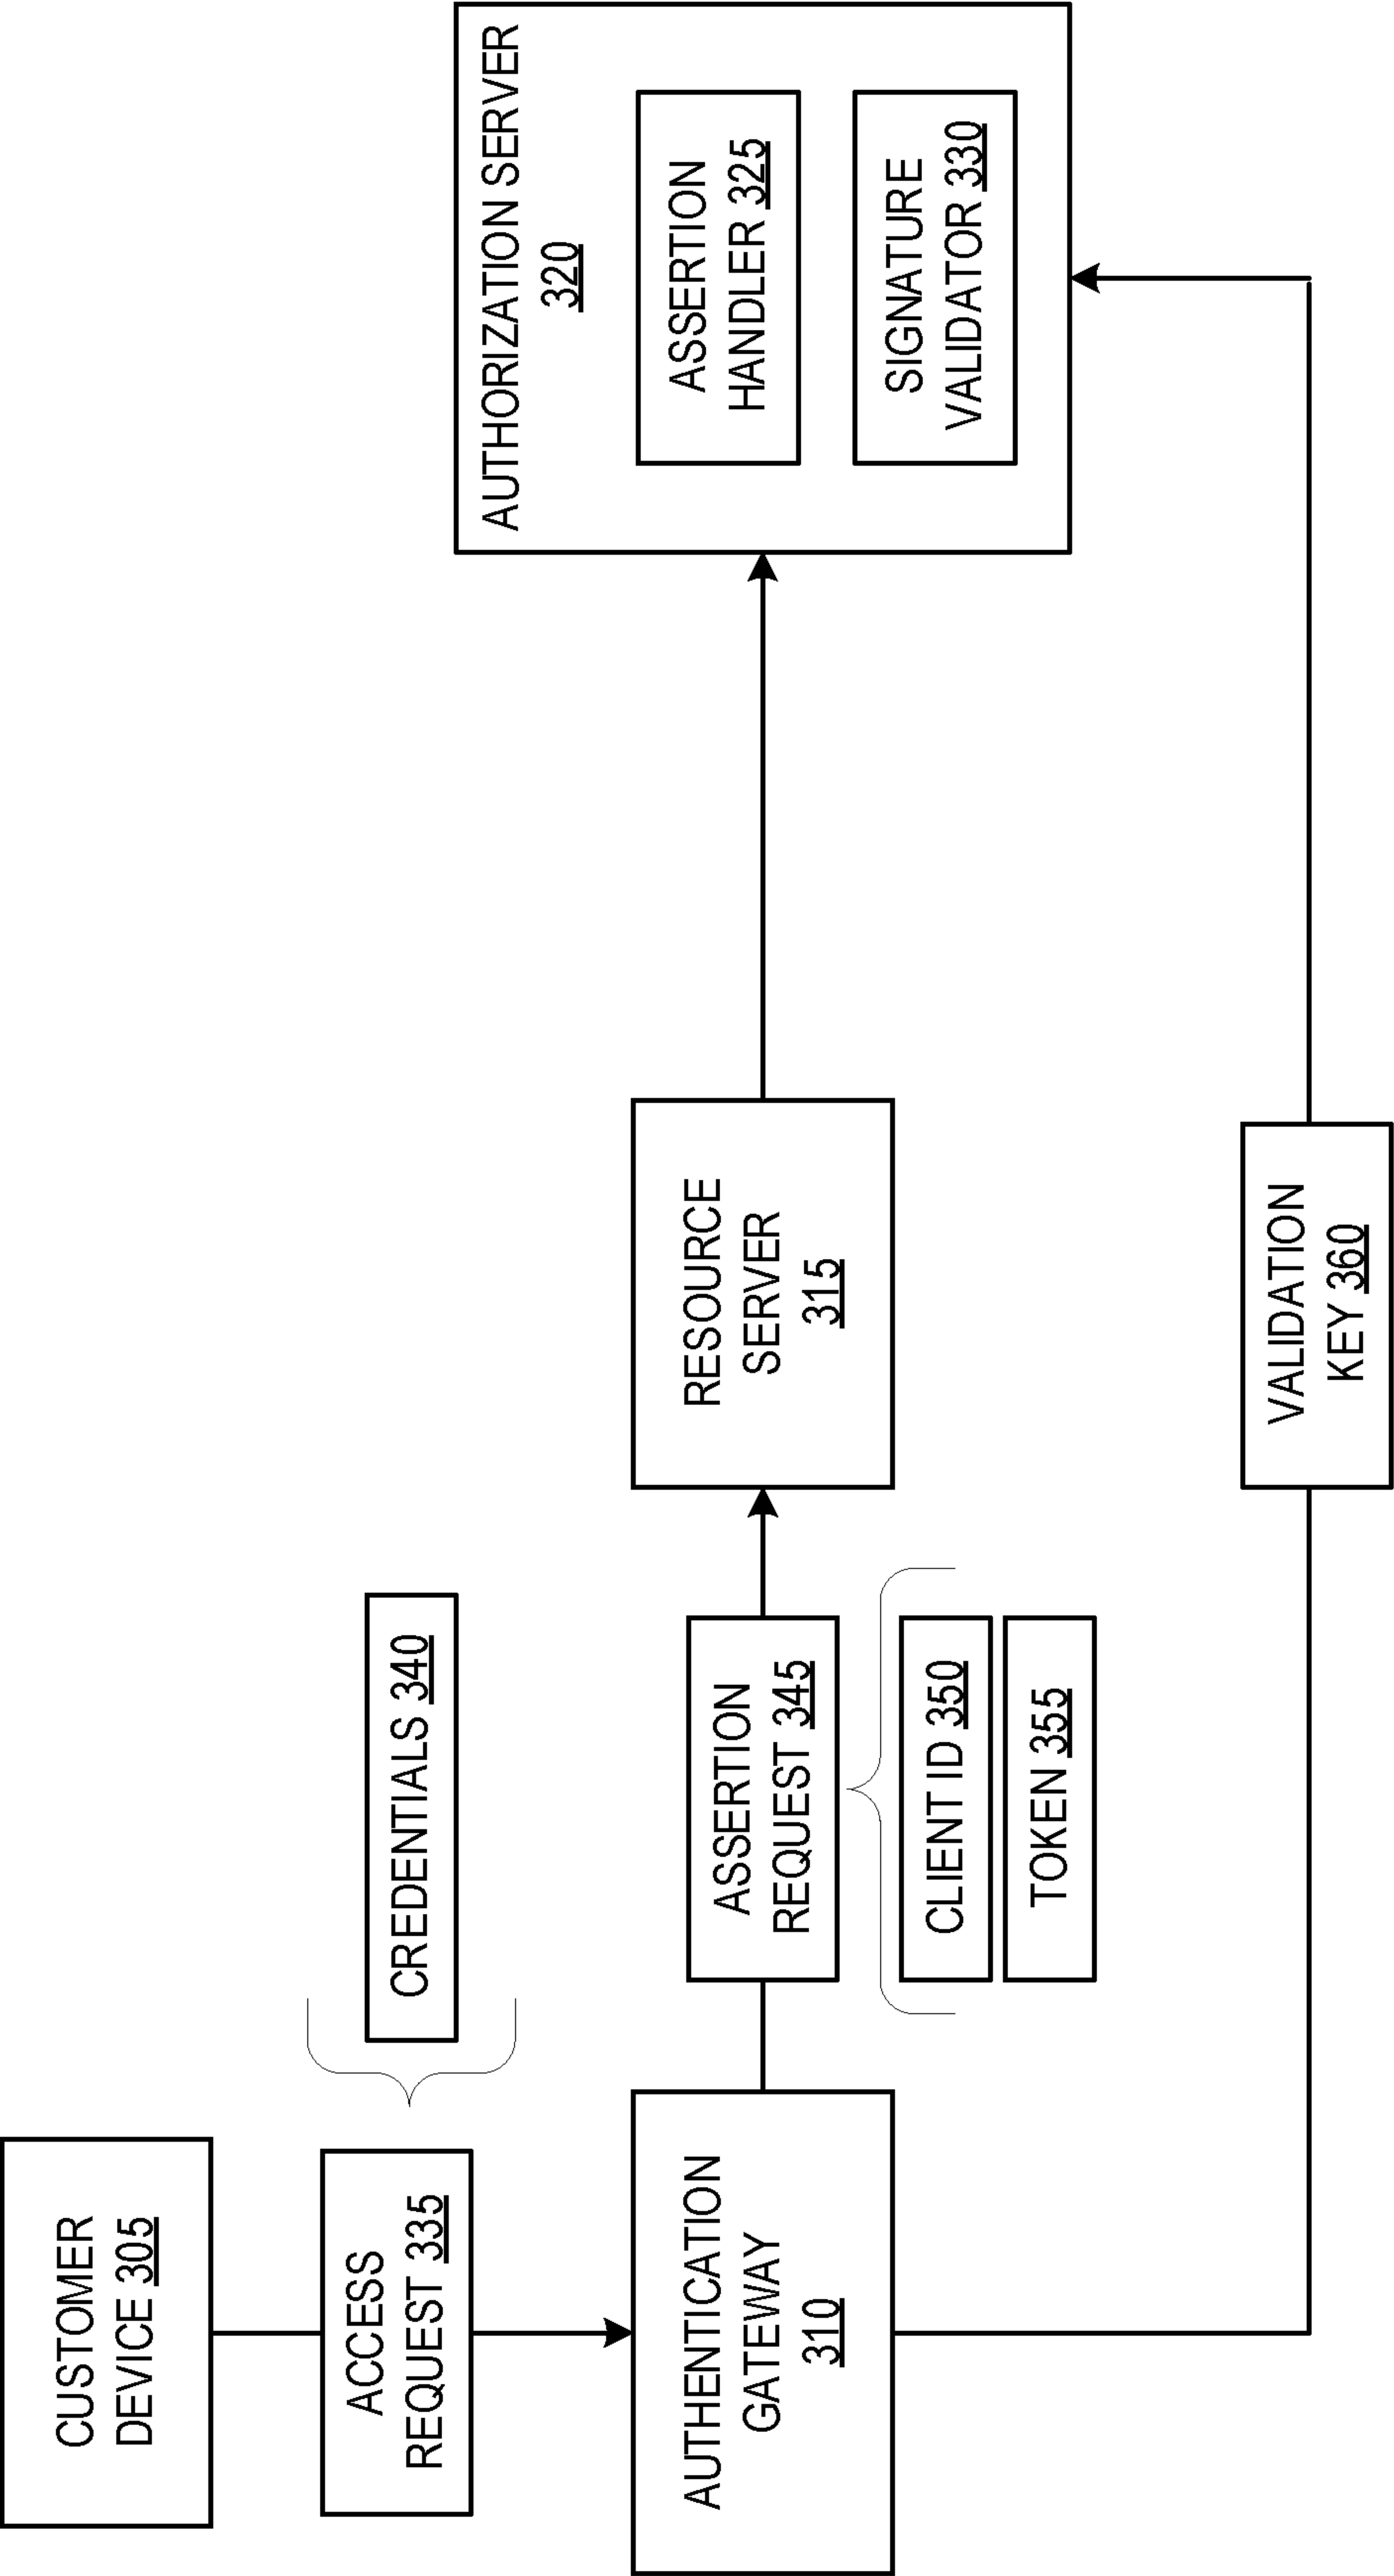 CUSTOMER
DEVICE 305
ACCESS
REQUEST 335
CREDENTIALS 340
AUTHENTICATION
GATEWAY
310
ASSERTION
REQUEST 345
CLIENT ID 350
TOKEN 355
RESOURCE
SERVER
315
VALIDATION
KEY 360
AUTHORIZATION SERVER
320
ASSERTION
HANDLER 325
SIGNATURE
VALIDATOR 330